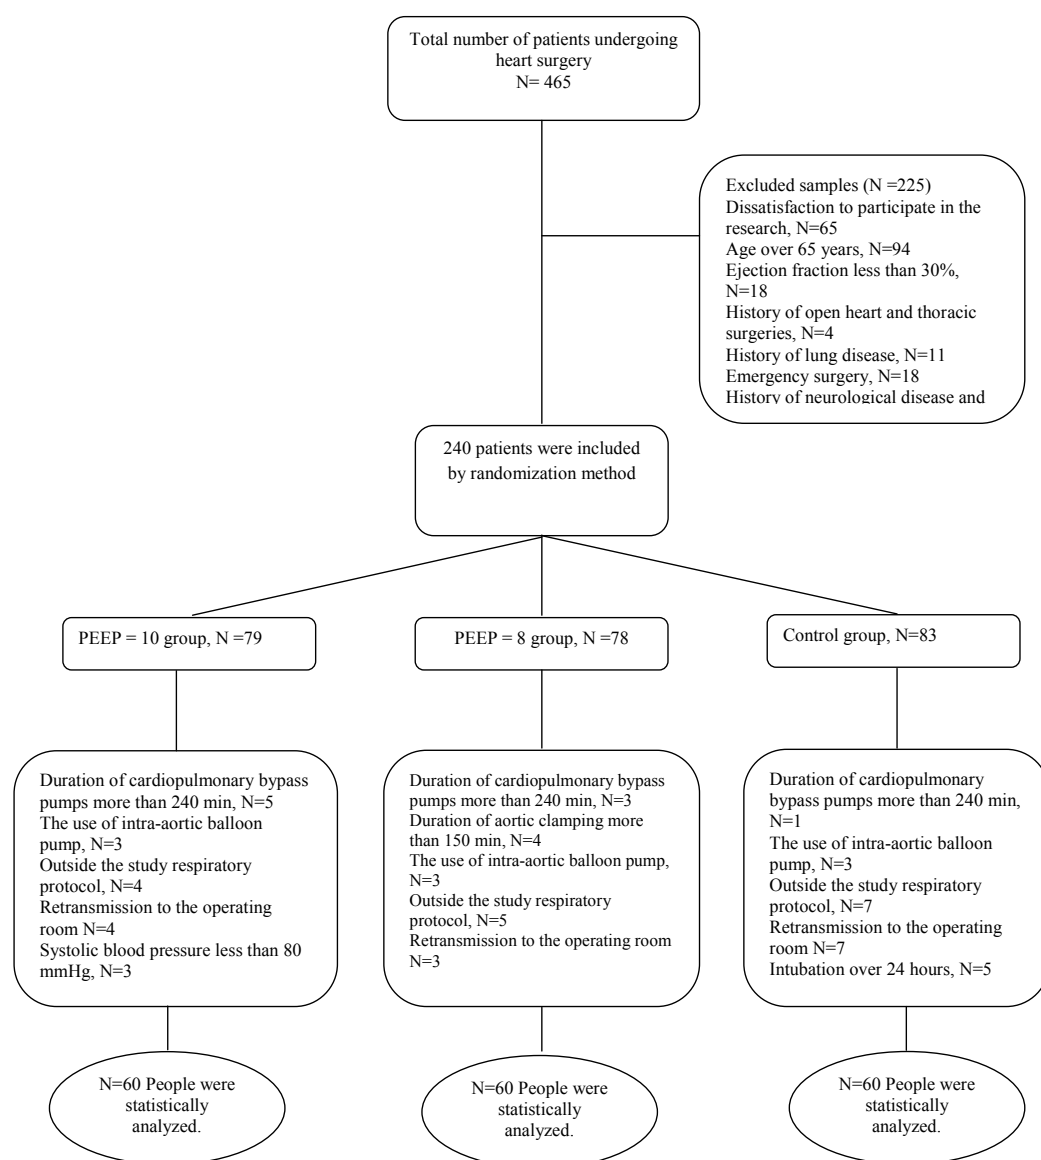 Total number of patients undergoing
heart surgery
N= 465
Excluded samples (N =225)
Dissatisfaction to participate in the
research, N=65
Age over 65 years, N=94
Ejection fraction less than 30%,
N=18
History of open heart and thoracic
surgeries, N=4
History of lung disease, N=11
Emergency surgery, N=18
History of neurological disease and
240 patients were included
by randomization method
PEEP = 10 group, N =79
PEEP = 8 group, N =78
Control group, N=83
Duration of cardiopulmonary bypass
pumps more than 240 min, N=5
The use of intra-aortic balloon
pump, N=3
Outside the study respiratory
protocol, N=4
Retransmission to the operating
room N=4
Systolic blood pressure less than 80
mmHg, N=3
Duration of cardiopulmonary bypass
pumps more than 240 min, N=3
Duration of aortic clamping more
than 150 min, N=4
The use of intra-aortic balloon pump,
N=3
Outside the study respiratory
protocol, N=5
Retransmission to the operating room
N=3
Duration of cardiopulmonary
bypass pumps more than 240 min,
N=1
The use of intra-aortic balloon
pump, N=3
Outside the study respiratory
protocol, N=7
Retransmission to the operating
room N=7
Intubation over 24 hours, N=5
N=60 People were
statistically
analyzed.
N=60 People were
statistically
analyzed.
N=60 People were
statistically
analyzed.